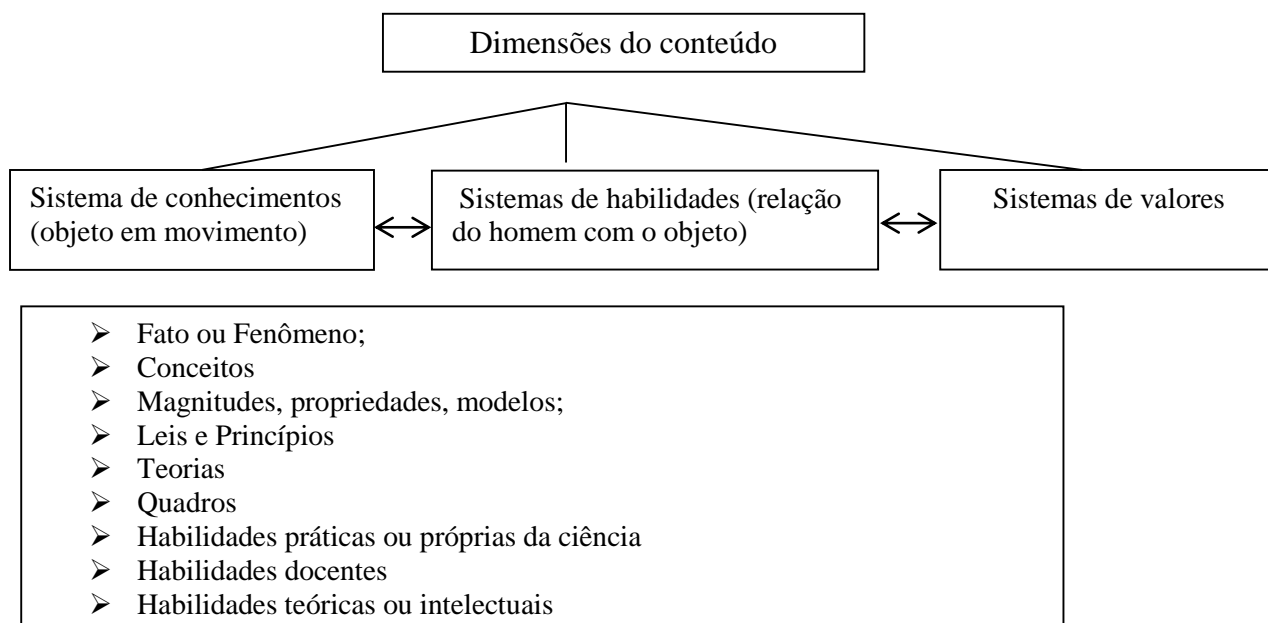 Dimensões do conteúdo
Sistema de conhecimentos
(objeto em movimento)
Sistemas de habilidades (relação
do homem com o objeto)
Sistemas de valores
➢ Fato ou Fenômeno;
➢ Conceitos
➢ Magnitudes, propriedades, modelos;
➢ Leis e Princípios
➢ Teorias
➢ Quadros
➢ Habilidades práticas ou próprias da ciência
➢ Habilidades docentes
➢ Habilidades teóricas ou intelectuais